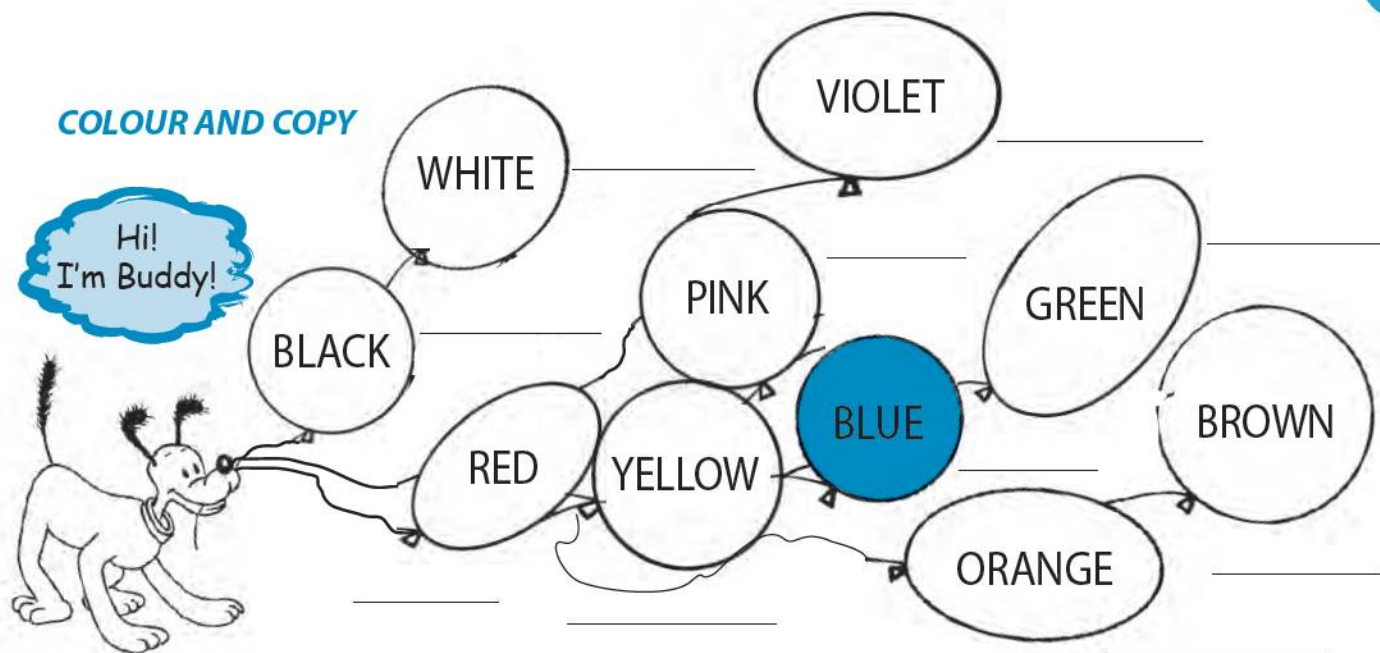 COLOUR AND COPY
Hi!
I'm Buddy!
VIOLET
WHITE
PINK
GREEN
BLACK
BLUE
BROWN
RED
YELLOW
ORANGE